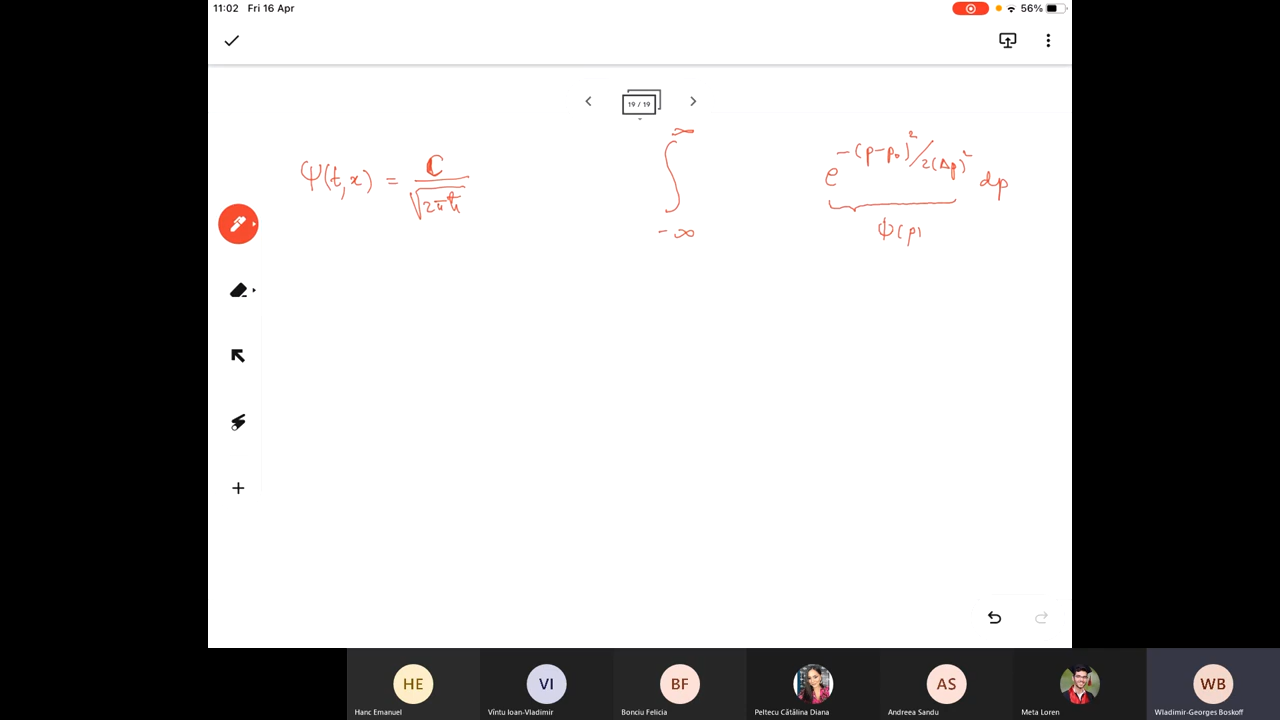 11:02 Fri 16 Apr 56%
19 / 19
Ψ(t,x) = C/√(2πℏ) ∫_{-∞}^{∞} e^{-(p-p₀)²/2(Δp)²} dp
ψ(p)
HE VI BF AS WB
Hanc Emanuel Vîntu Ioan-Vladimir Bonciu Felicia Peltecu Cătălina Diana Andreea Sandu Meta Loren Wladimir-Georges Boskoff